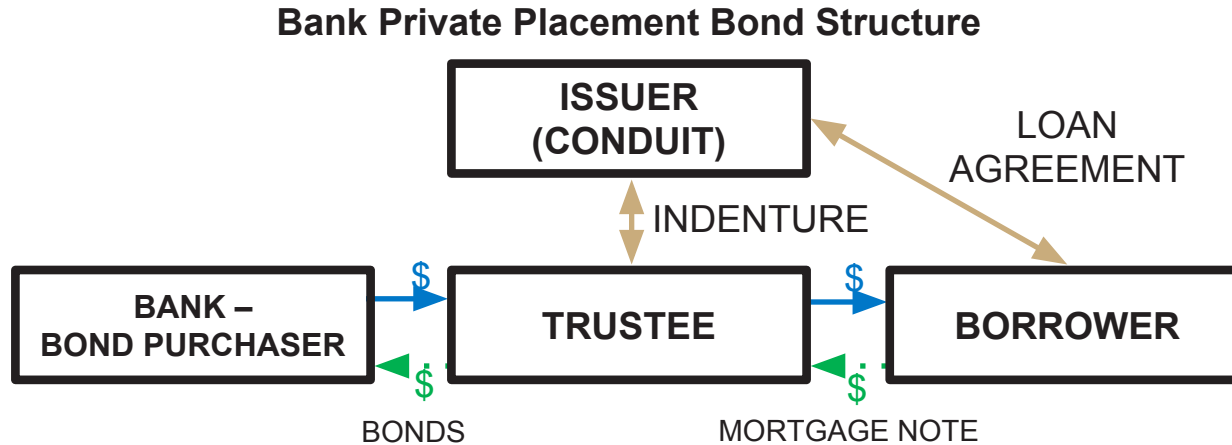 Bank Private Placement Bond Structure
ISSUER
(CONDUIT)
LOAN
AGREEMENT
INDENTURE
$
$
BANK –
BOND PURCHASER
TRUSTEE
BORROWER
$
$
BONDS
MORTGAGE NOTE